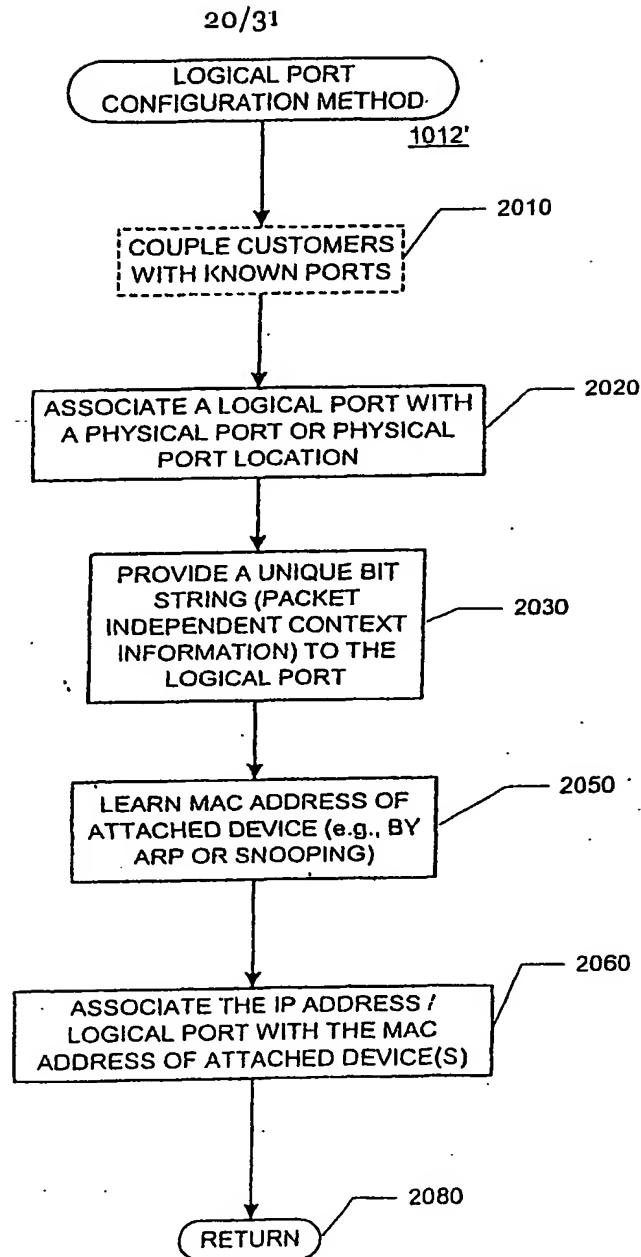 20/31
LOGICAL PORT
CONFIGURATION METHOD
1012'
2010
COUPLE CUSTOMERS
WITH KNOWN PORTS
2020
ASSOCIATE A LOGICAL PORT WITH
A PHYSICAL PORT OR PHYSICAL
PORT LOCATION
PROVIDE A UNIQUE BIT
STRING (PACKET
INDEPENDENT CONTEXT
INFORMATION) TO THE
LOGICAL PORT
2030
LEARN MAC ADDRESS OF
ATTACHED DEVICE (e.g., BY
ARP OR SNOOPING)
2050
2060
ASSOCIATE THE IP ADDRESS /
LOGICAL PORT WITH THE MAC
ADDRESS OF ATTACHED DEVICE(S)
2080
RETURN